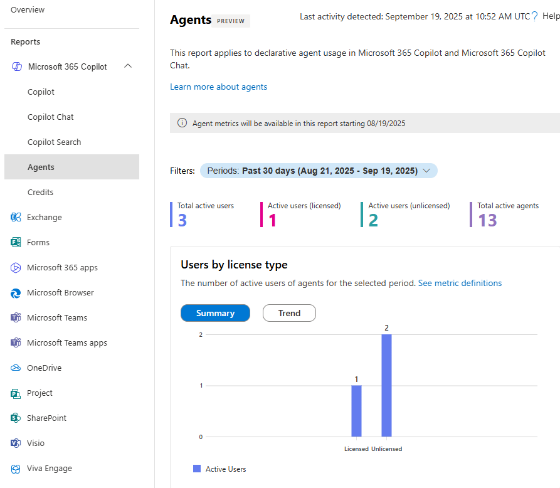 Overview
Reports
Microsoft 365 Copilot
Copilot
Copilot Chat
Copilot Search
Agents
Credits
Exchange
Forms
Microsoft 365 apps
Microsoft Browser
Microsoft Teams
Microsoft Teams apps
OneDrive
Project
SharePoint
Visio
Viva Engage
Agents PREVIEW
Last activity detected: September 19, 2025 at 10:52 AM UTC ? Help
This report applies to declarative agent usage in Microsoft 365 Copilot and Microsoft 365 Copilot
Chat.
Learn more about agents
Agent metrics will be available in this report starting 08/19/2025
Filters: Periods: Past 30 days (Aug 21, 2025 - Sep 19, 2025)
Total active users
3
Active users (licensed)
1
Active users (unlicensed)
2
Total agents
13
Users by license type
The number of active users of agents for the selected period. See metric definitions
Summary
Trend
2
1
0
1
2
Licensed Unlicensed
Active Users